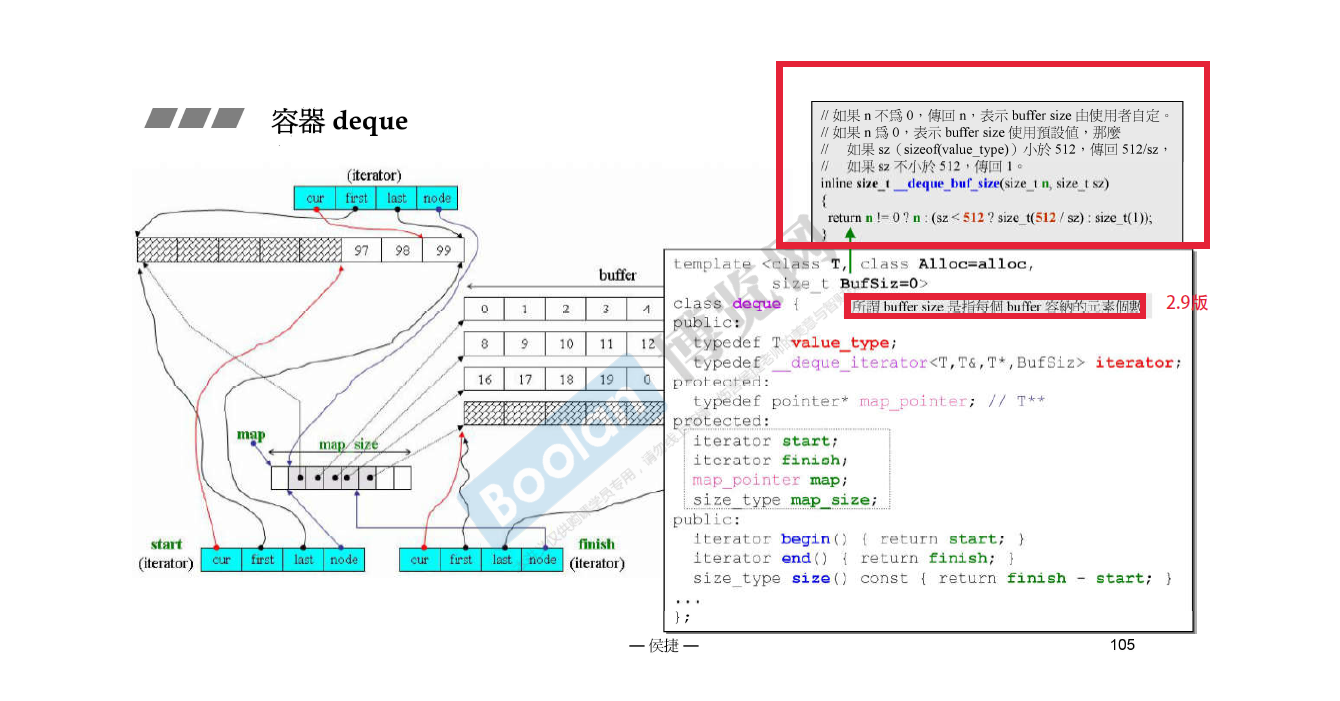 容器 deque
// 如果 n 不爲 0，傳回 n，表示 buffer size 由使用者自定。
// 如果 n 爲 0，表示 buffer size 使用預設值，那麼
// 如果 sz（sizeof(value_type)）小於 512，傳回 512/sz，
// 如果 sz 不小於 512，傳回 1。
inline size_t __deque_buf_size(size_t n, size_t sz)
{
return n != 0 ? n : (sz < 512 ? size_t(512 / sz) : size_t(1));
}
(iterator)
cur first last node
97 98 99
buffer
0 1 2 3 4
8 9 10 11 12
16 17 18 19 0
map
map size
start
(iterator)
cur first last node
cur first last node
finish
(iterator)
template <class T, class Alloc=alloc,
size_t BufSiz=0>
class deque {
所謂 buffer size 是指每個 buffer 容納的元素個數
2.9版
public:
typedef T value_type;
typedef __deque_iterator<T,T&,T*,BufSiz> iterator;
protected:
typedef pointer* map_pointer; // T**
protected:
iterator start;
iterator finish;
map_pointer map;
size_type map_size;
public:
iterator begin() { return start; }
iterator end() { return finish; }
size_type size() const { return finish - start; }
...
};
Boolan 博览网
— 侯捷 —
105